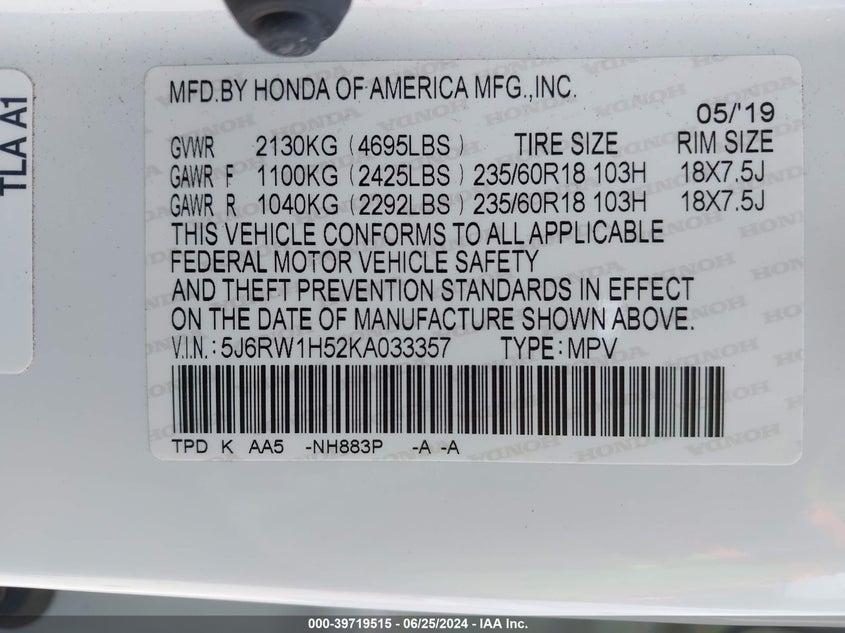 TLA A1
MFD.BY HONDA OF AMERICA MFG.,INC.
05/'19
GVWR 2130KG (4695LBS) TIRE SIZE RIM SIZE
GAWR F 1100KG (2425LBS) 235/60R18 103H 18X7.5J
GAWR R 1040KG (2292LBS) 235/60R18 103H 18X7.5J
THIS VEHICLE CONFORMS TO ALL APPLICABLE
FEDERAL MOTOR VEHICLE SAFETY
AND THEFT PREVENTION STANDARDS IN EFFECT
ON THE DATE OF MANUFACTURE SHOWN ABOVE.
V.I.N.: 5J6RW1H52KA033357 TYPE: MPV
TPD K AA5 -NH883P -A -A
000-39719515 / 06/25/2024 / IAA Inc.